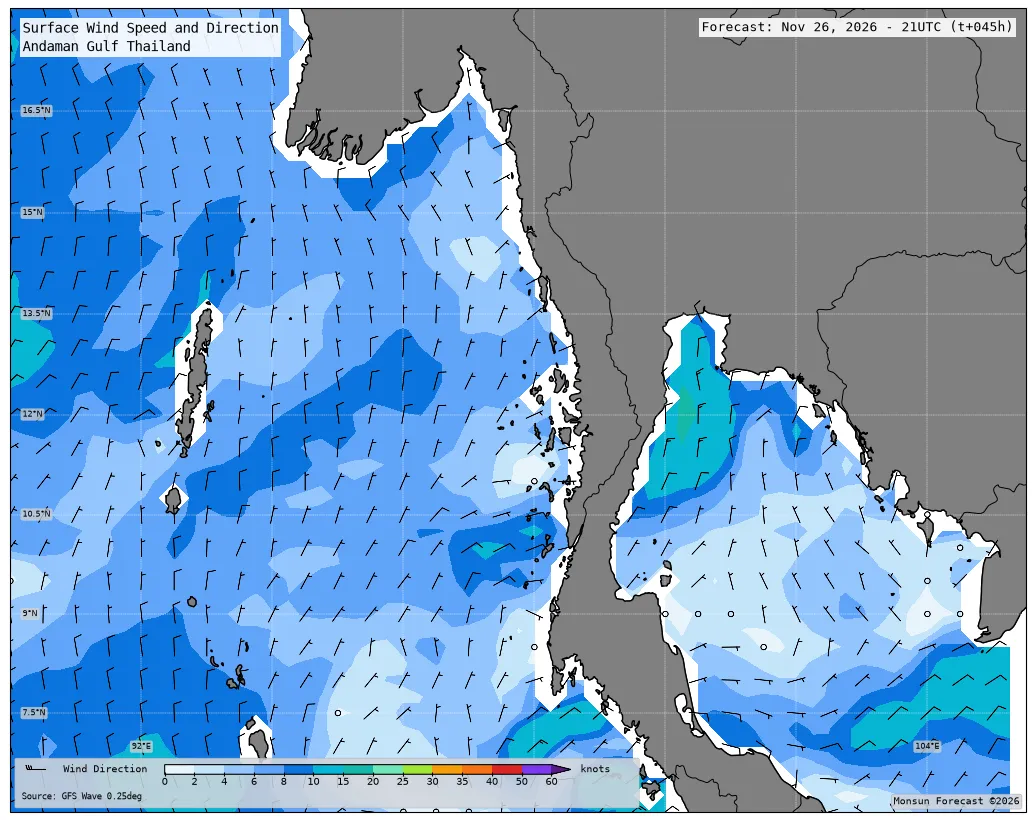 Surface Wind Speed and Direction
Andaman Gulf Thailand
Forecast: Nov 26, 2026 - 21UTC (t+045h)
16.5°N
15°N
13.5°N
12°N
10.5°N
9°N
7.5°N
92°E
104°E
Wind Direction
0 2 4 6 8 10 15 20 25 30 35 40 50 60 knots
Source: GFS Wave 0.25deg
Monsun Forecast ©2026